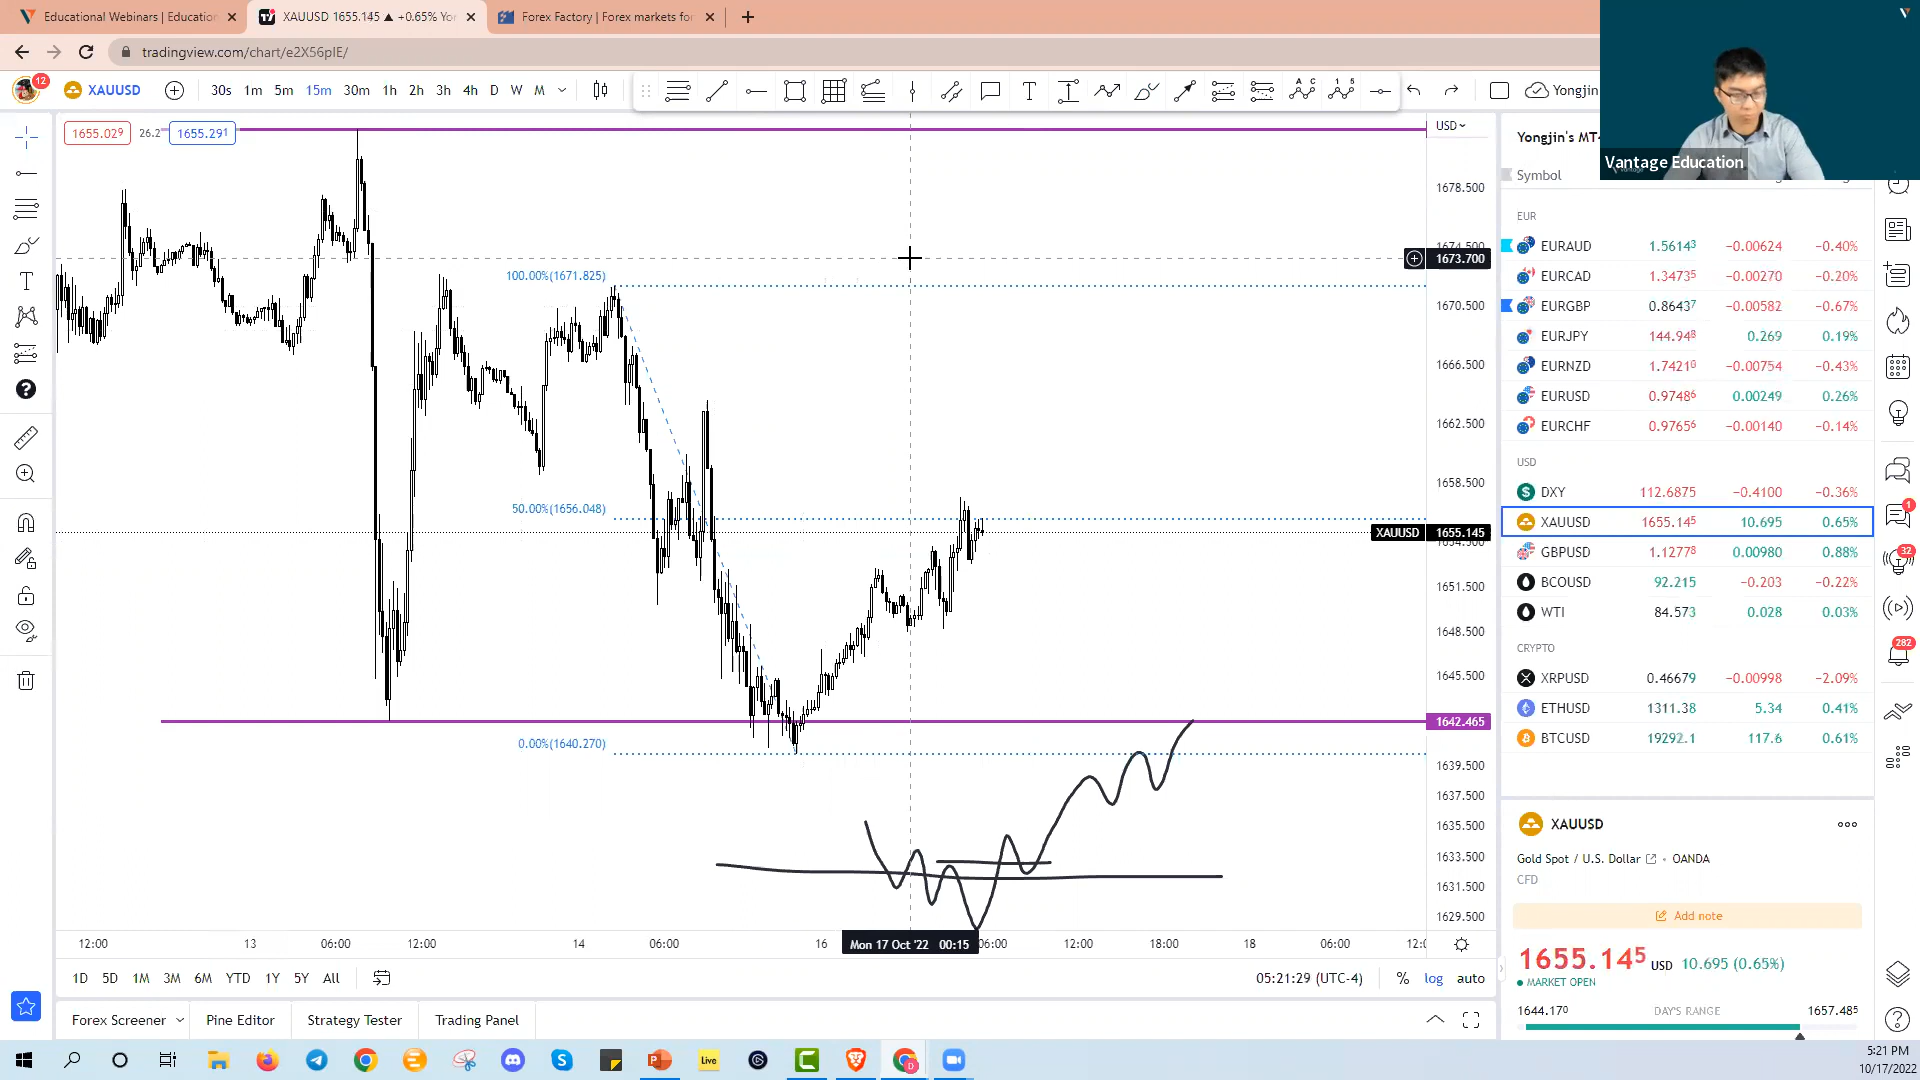 Educational Webinars | Education
XAUUSD 1655.145 ▲ +0.65% Yor
Forex Factory | Forex markets for
tradingview.com/chart/e2X56pIE/
12
XAUUSD
30s 1m 5m 15m 30m 1h 2h 3h 4h D W M
Yongjin
1655.029 26.2 1655.291
USD
Yongjin's MT4
Vantage Education
Symbol
1678.500
1674.500
1673.700
1670.500
1666.500
1662.500
1658.500
1655.145
1654.500
1651.500
1648.500
1645.500
1642.465
1639.500
1637.500
1635.500
1633.500
1631.500
1629.500
100.00%(1671.825)
50.00%(1656.048)
XAUUSD
0.00%(1640.270)
EUR
EURAUD 1.56143 −0.00624 −0.40%
EURCAD 1.34735 −0.00270 −0.20%
EURGBP 0.86437 −0.00582 −0.67%
EURJPY 144.948 0.269 0.19%
EURNZD −0.00754 −0.43%
EURUSD 0.97486 0.00249 0.26%
EURCHF 0.97656 −0.00140 −0.14%
USD
DXY 112.6875 −0.4100 −0.36%
XAUUSD 1655.145 10.695 0.65%
GBPUSD 1.12778 0.00980 0.88%
BCOUSD 92.215 −0.203 −0.22%
WTI 84.573 0.028 0.03%
CRYPTO
XRPUSD 0.46679 −0.00998 −2.09%
ETHUSD 1311.38 5.34 0.41%
BTCUSD 19292.1 117.6 0.61%
1
32
282
XAUUSD
Gold Spot / U.S. Dollar • OANDA
CFD
Add note
1655.145 USD 10.695 (0.65%)
MARKET OPEN
1644.170 DAY'S RANGE 1657.485
12:00 13 06:00 12:00 14 06:00 16 Mon 17 Oct '22 00:15 06:00 12:00 18:00 18 06:00 12:0
1D 5D 1M 3M 6M YTD 1Y 5Y All
05:21:29 (UTC-4) % log auto
Forex Screener Pine Editor Strategy Tester Trading Panel
Live
5:21 PM
10/17/2022